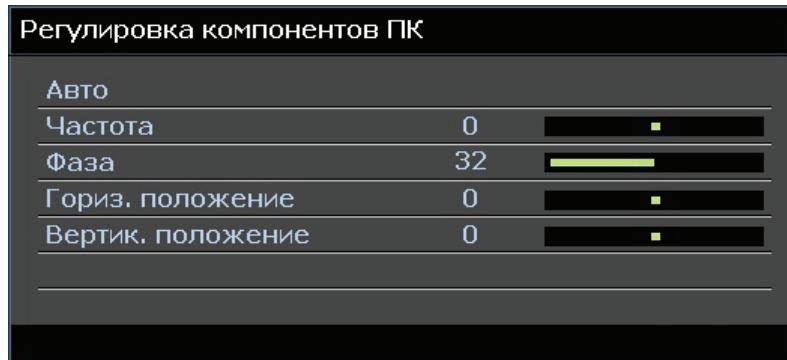 Регулировка компонентов ПК
Авто
Частота 0
Фаза 32
Гориз. положение 0
Вертик. положение 0